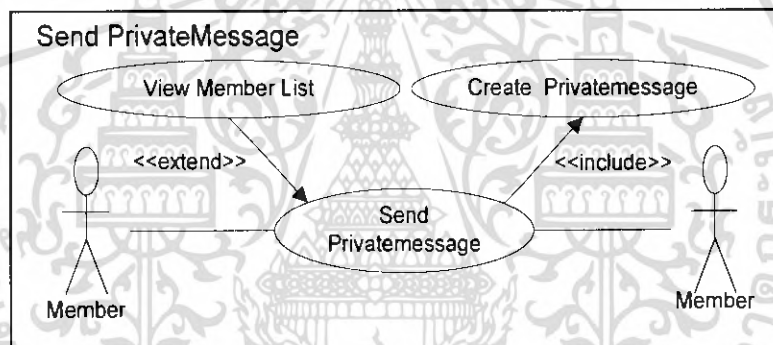 Send PrivateMessage
View Member List
Create Privatemessage
<<extend>>
<<include>>
Send
Privatemessage
Member
Member